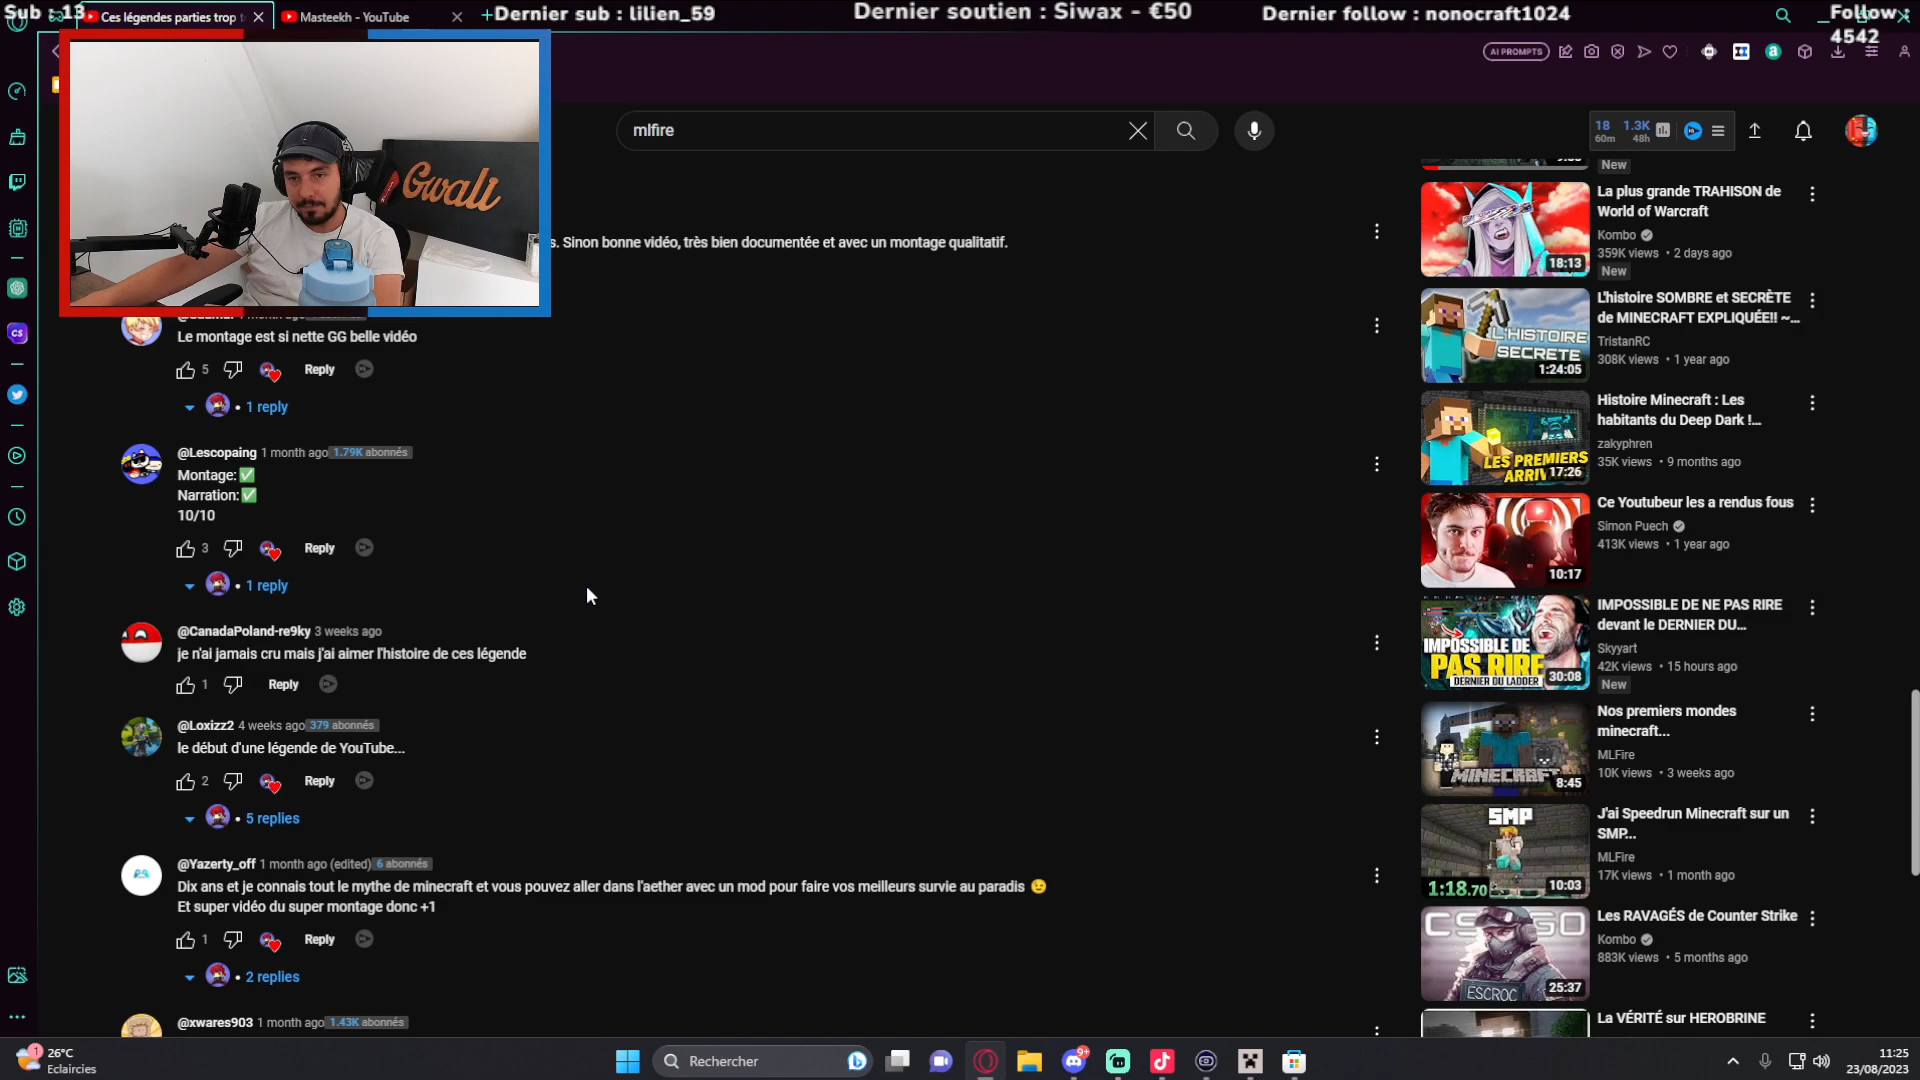 Sub : 13
Dernier sub : lilien_59
Dernier soutien : Siwax - €50
Dernier follow : nonocraft1024
Follow :
4542
Ces légendes parties trop t
Masteekh - YouTube
AI PROMPTS
Gwali
mlfire
18
60m
1.3K
48h
s. Sinon bonne vidéo, très bien documentée et avec un montage qualitatif.
Le montage est si nette GG belle vidéo
5
Reply
1 reply
@Lescopaing 1 month ago 1.79K abonnés
Montage: ✅
Narration: ✅
10/10
3
Reply
1 reply
@CanadaPoland-re9ky 3 weeks ago
je n'ai jamais cru mais j'ai aimer l'histoire de ces légende
1
Reply
@Loxizz2 4 weeks ago 379 abonnés
le début d'une légende de YouTube...
2
Reply
5 replies
@Yazerty_off 1 month ago (edited) 6 abonnés
Dix ans et je connais tout le mythe de minecraft et vous pouvez aller dans l'aether avec un mod pour faire vos meilleurs survie au paradis 😉
Et super vidéo du super montage donc +1
1
Reply
2 replies
@xwares903 1 month ago 1.43K abonnés
New
18:13
La plus grande TRAHISON de
World of Warcraft
Kombo
359K views • 2 days ago
New
L'HISTOIRE
SECRETE
1:24:05
L'histoire SOMBRE et SECRÈTE
de MINECRAFT EXPLIQUÉE!! ~...
TristanRC
308K views • 1 year ago
LES PREMIERS
ARRIV
17:26
Histoire Minecraft : Les
habitants du Deep Dark !...
zakyphren
35K views • 9 months ago
10:17
Ce Youtubeur les a rendus fous
Simon Puech
413K views • 1 year ago
IMPOSSIBLE DE
PAS RIRE
DERNIER DU LADDER
30:08
IMPOSSIBLE DE NE PAS RIRE
devant le DERNIER DU...
Skyyart
42K views • 15 hours ago
New
MINECRAFT
8:45
Nos premiers mondes
minecraft...
MLFire
10K views • 3 weeks ago
SMP
1:18.70
10:03
J'ai Speedrun Minecraft sur un
SMP...
MLFire
17K views • 1 month ago
CS:GO
ESCROC
25:37
Les RAVAGÉS de Counter Strike
Kombo
883K views • 5 months ago
La VÉRITÉ sur HEROBRINE
1
26°C
Eclaircies
Rechercher
9+
11:25
23/08/2023